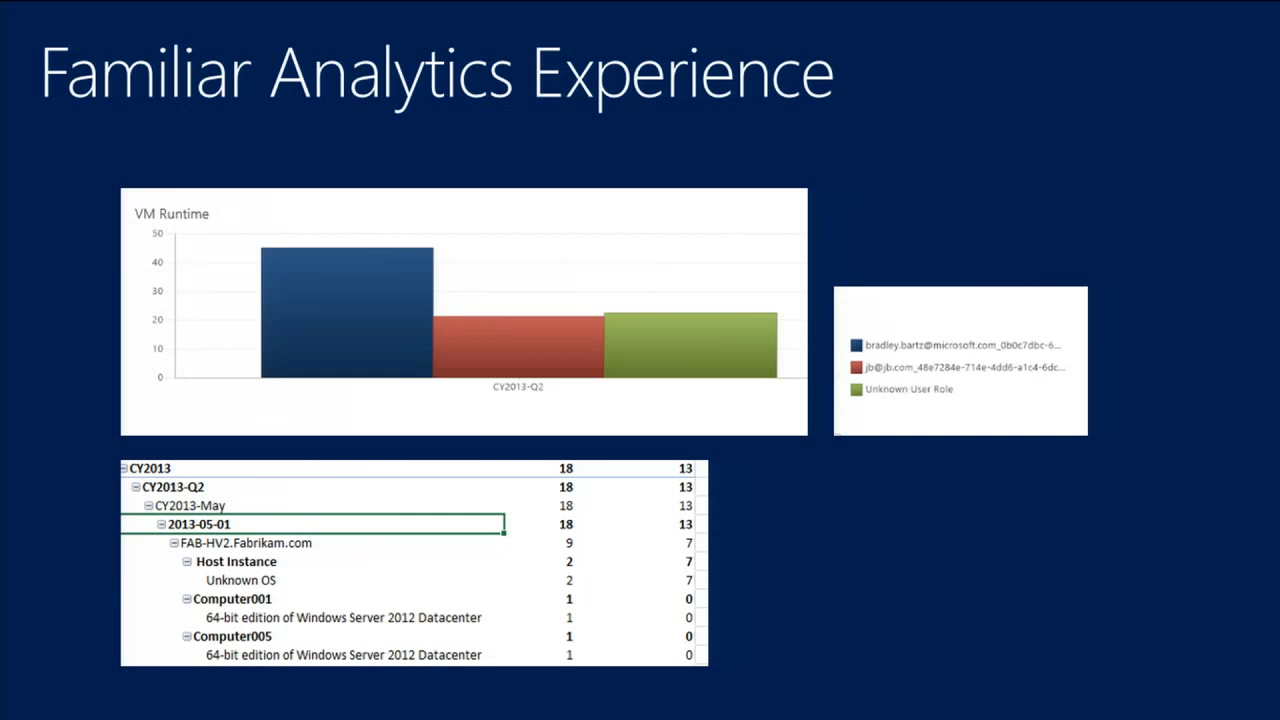 Familiar Analytics Experience
VM Runtime
50
40
30
20
10
0
CY2013-Q2
bradley.bartz@microsoft.com_0b0c7dbc-6...
jb@jb.com_48e7284e-714e-4dd6-a1c4-6dc...
Unknown User Role
CY2013 18 13
CY2013-Q2 18 13
CY2013-May 18 13
2013-05-01 18 13
FAB-HV2.Fabrikam.com 9 7
Host Instance 2 7
Unknown OS 2 7
Computer001 1 0
64-bit edition of Windows Server 2012 Datacenter 1 0
Computer005 1 0
64-bit edition of Windows Server 2012 Datacenter 1 0